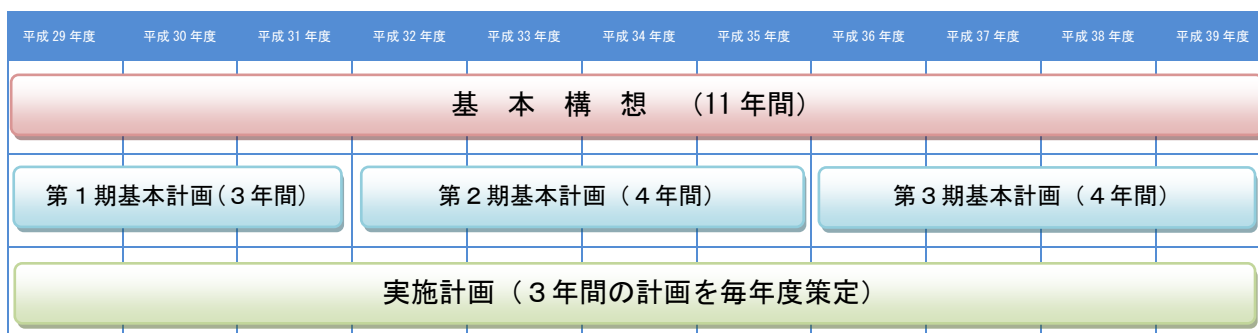 平成 29 年度 平成 30 年度 平成 31 年度 平成 32 年度 平成 33 年度 平成 34 年度 平成 35 年度 平成 36 年度 平成 37 年度 平成 38 年度 平成 39 年度
基 本 構 想 (11 年間)
第1期基本計画(3年間) 第2期基本計画(4年間) 第3期基本計画(4年間)
実施計画(3年間の計画を毎年度策定)